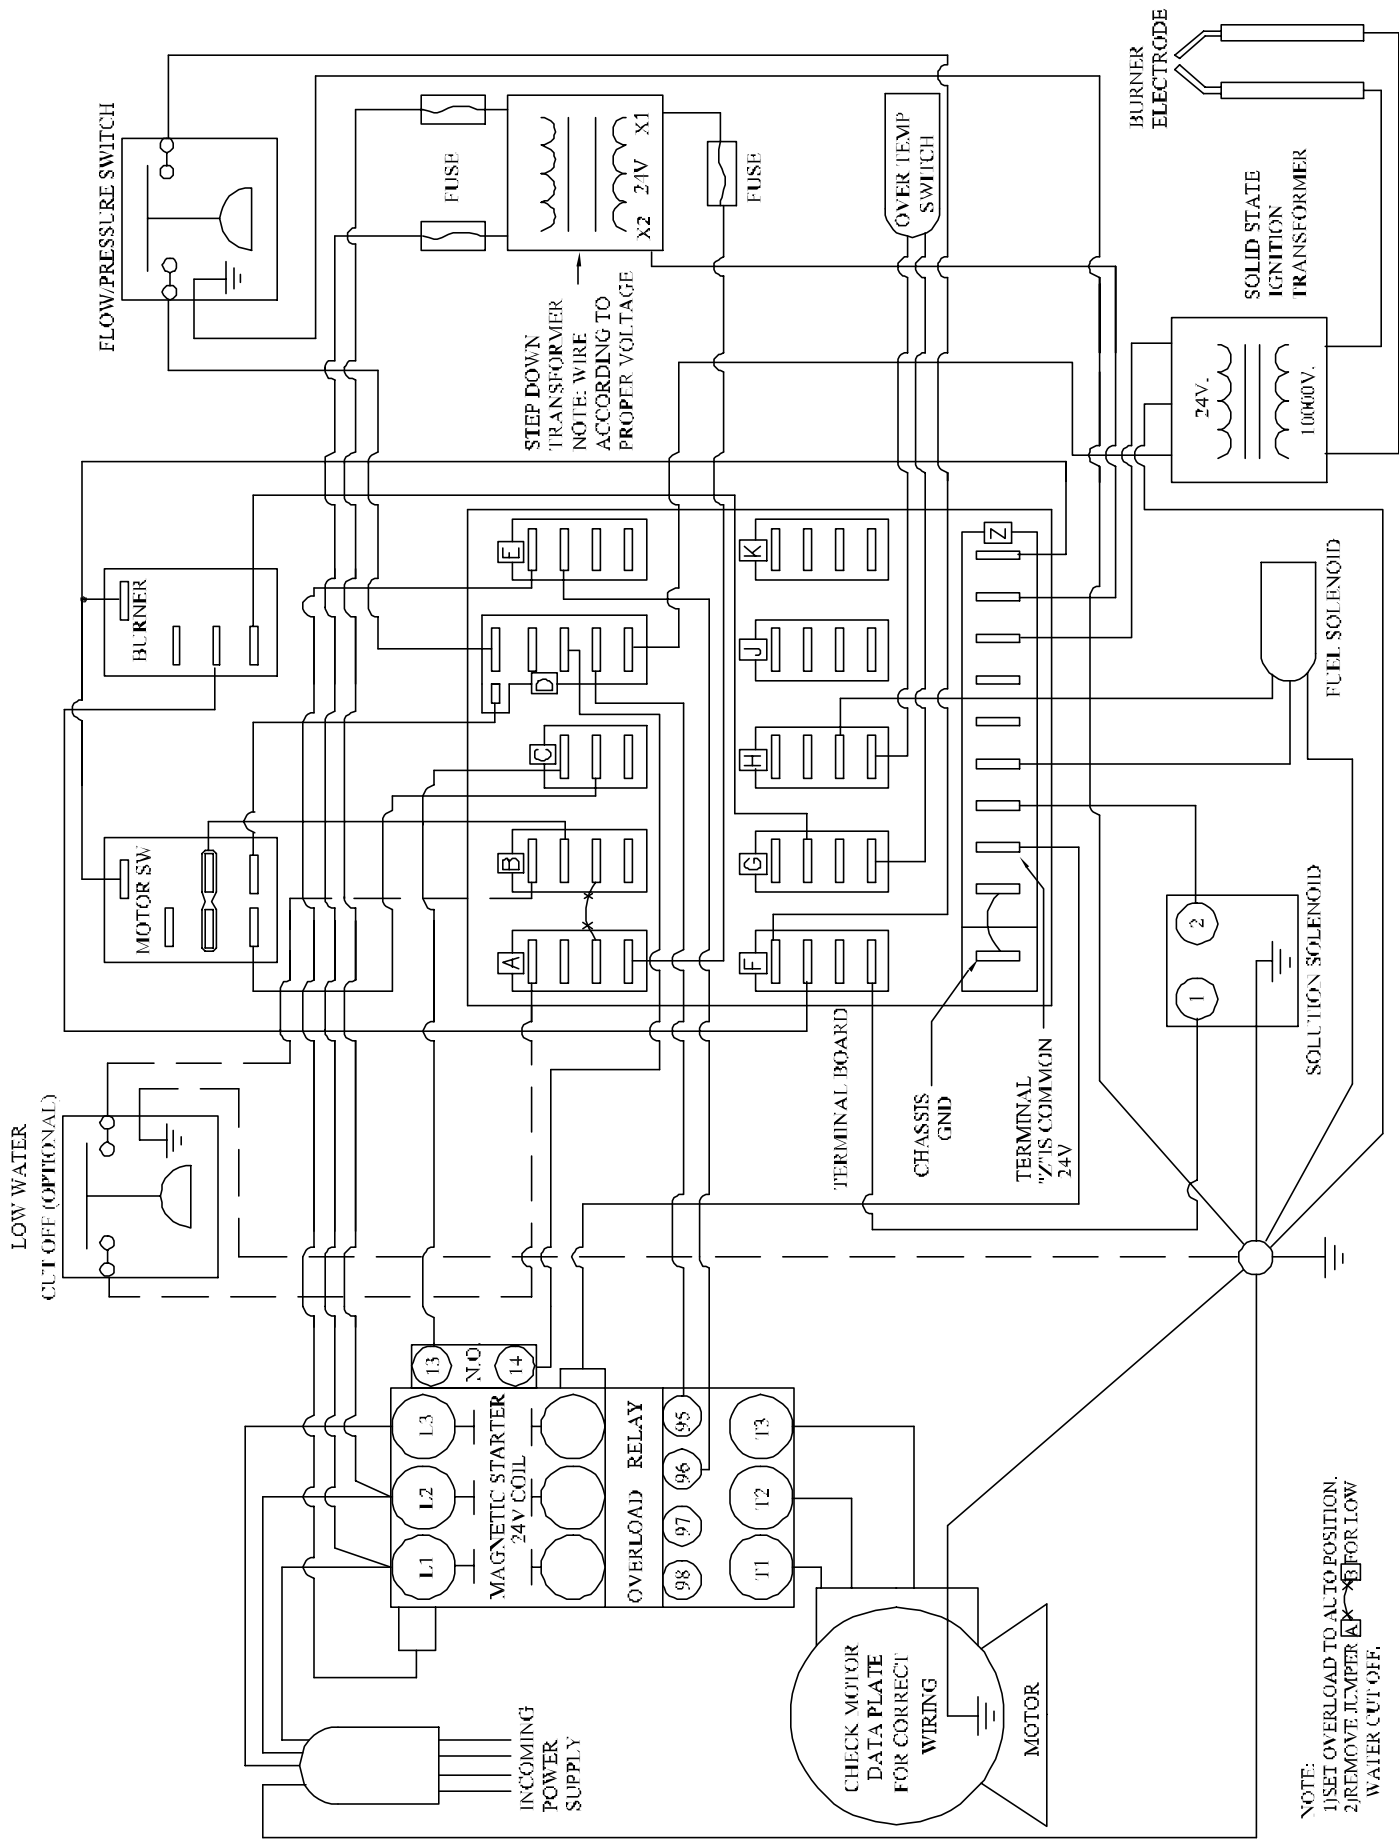 LOW WATER
CUT OFF (OPTIONAL)
MOTOR SW
BURNER
FLOW/PRESSURE SWITCH
FUSE
X2 24V X1
FUSE
STEP DOWN
TRANSFORMER
NOTE: WIRE
ACCORDING TO
PROPER VOLTAGE
OVER TEMP
SWITCH
BURNER
ELECTRODE
SOLID STATE
IGNITION
TRANSFORMER
24V.
10000V.
A
B
C
D
E
F
G
H
J
K
Z
TERMINAL BOARD
CHASSIS
GND
TERMINAL
"Z"IS COMMON
24V
FUEL SOLENOID
1
2
SOLUTION SOLENOID
INCOMING
POWER
SUPPLY
L1
L2
L3
13
N.O.
14
MAGNETIC STARTER
24V COIL
OVERLOAD RELAY
98
97
96
95
T1
T2
T3
CHECK MOTOR
DATA PLATE
FOR CORRECT
WIRING
MOTOR
NOTE:
1)SET OVERLOAD TO AUTO POSITION.
2)REMOVE JUMPER A B FOR LOW
WATER CUT OFF.